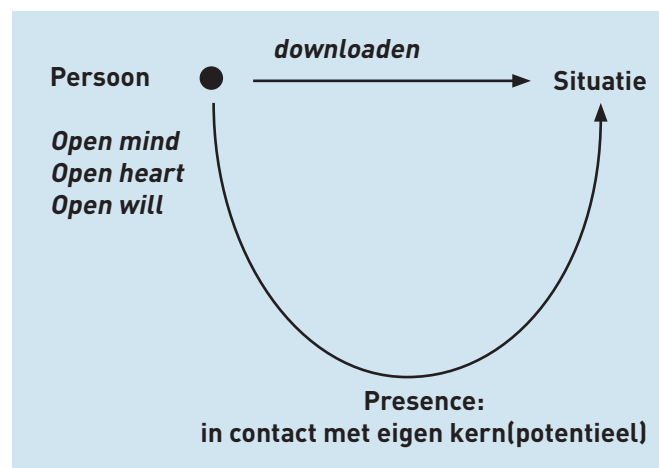 downloaden
Persoon
Situatie
Open mind
Open heart
Open will
Presence:
in contact met eigen kern(potentieel)